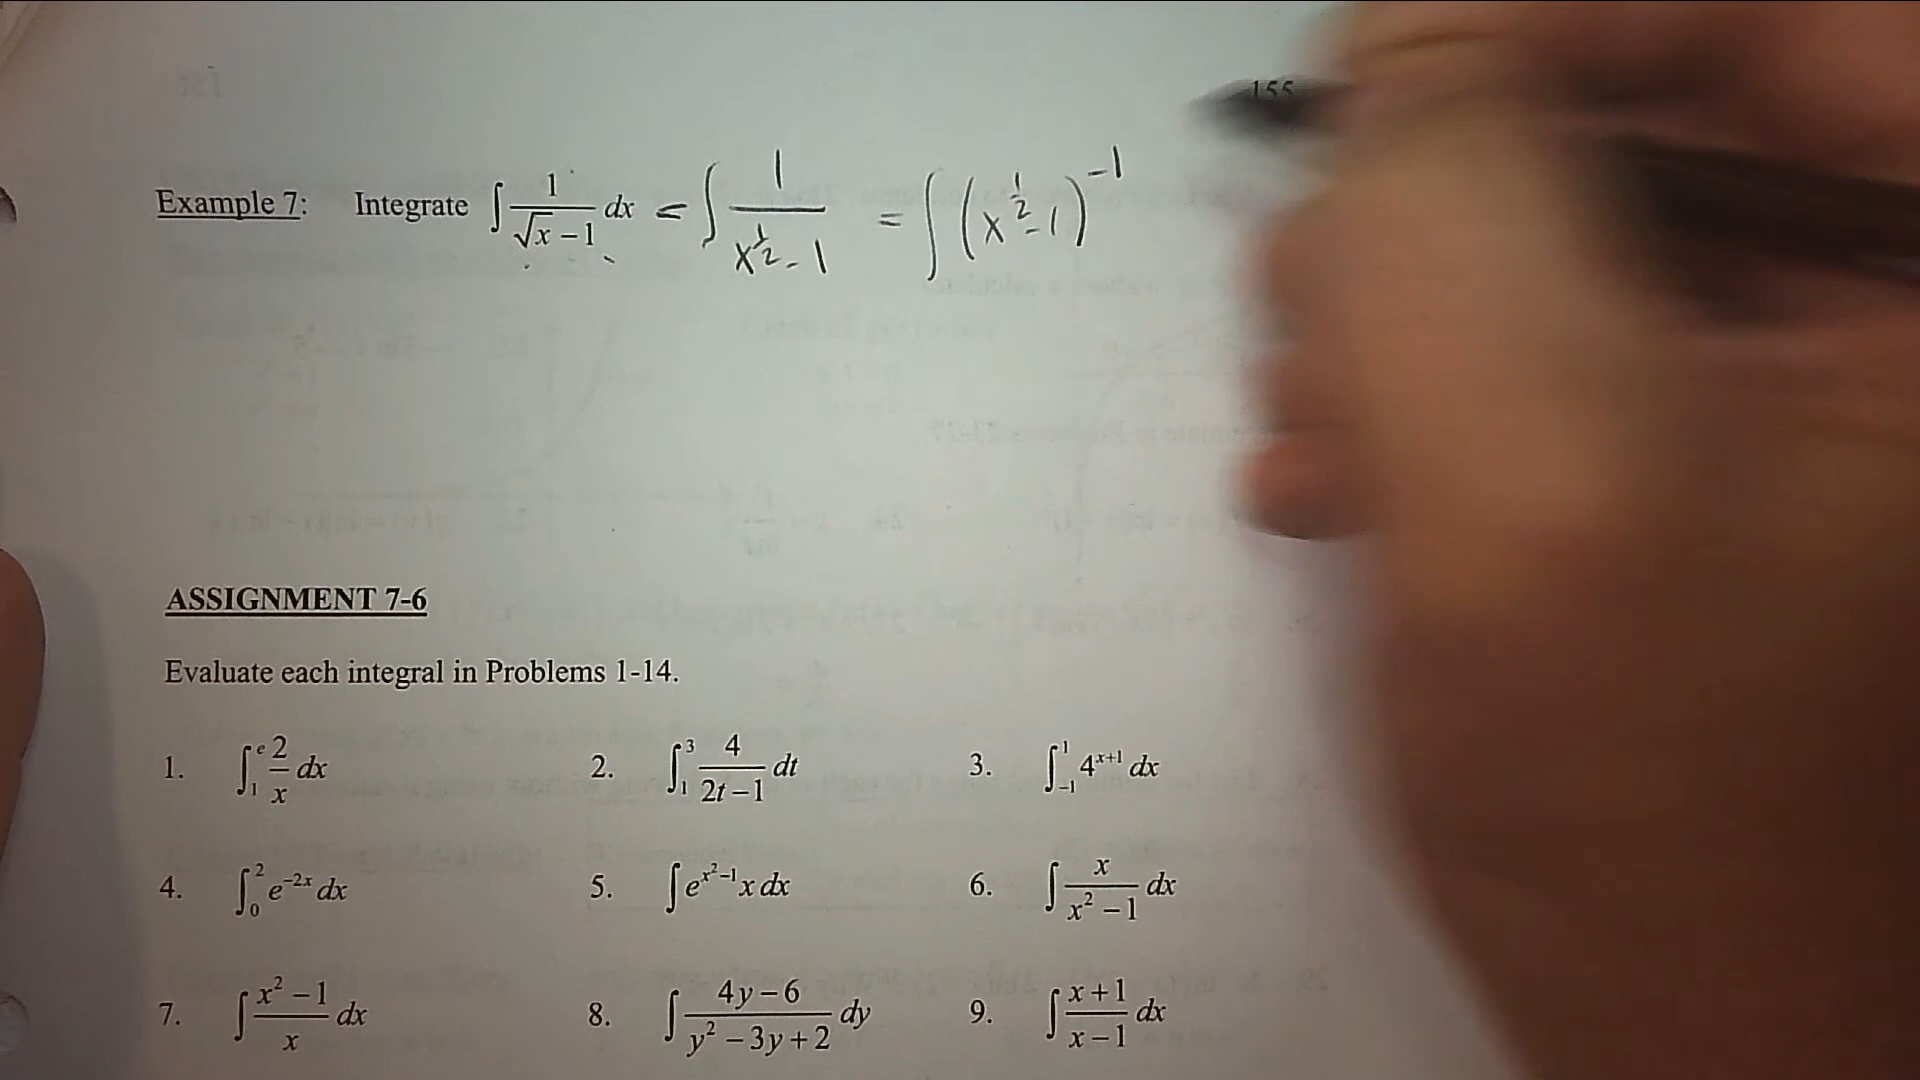 155
Example 7: Integrate ∫ 1/(√x − 1) dx = ∫ 1/(x^(1/2) - 1) = ∫ (x^(1/2) - 1)^(-1)
ASSIGNMENT 7-6
Evaluate each integral in Problems 1-14.
1. ∫_1^e 2/x dx 2. ∫_1^3 4/(2t − 1) dt 3. ∫_{-1}^1 4^(x+1) dx
4. ∫_0^2 e^(−2x) dx 5. ∫ e^(x²−1) x dx 6. ∫ x/(x² − 1) dx
7. ∫ (x² − 1)/x dx 8. ∫ (4y − 6)/(y² − 3y + 2) dy 9. ∫ (x + 1)/(x − 1) dx